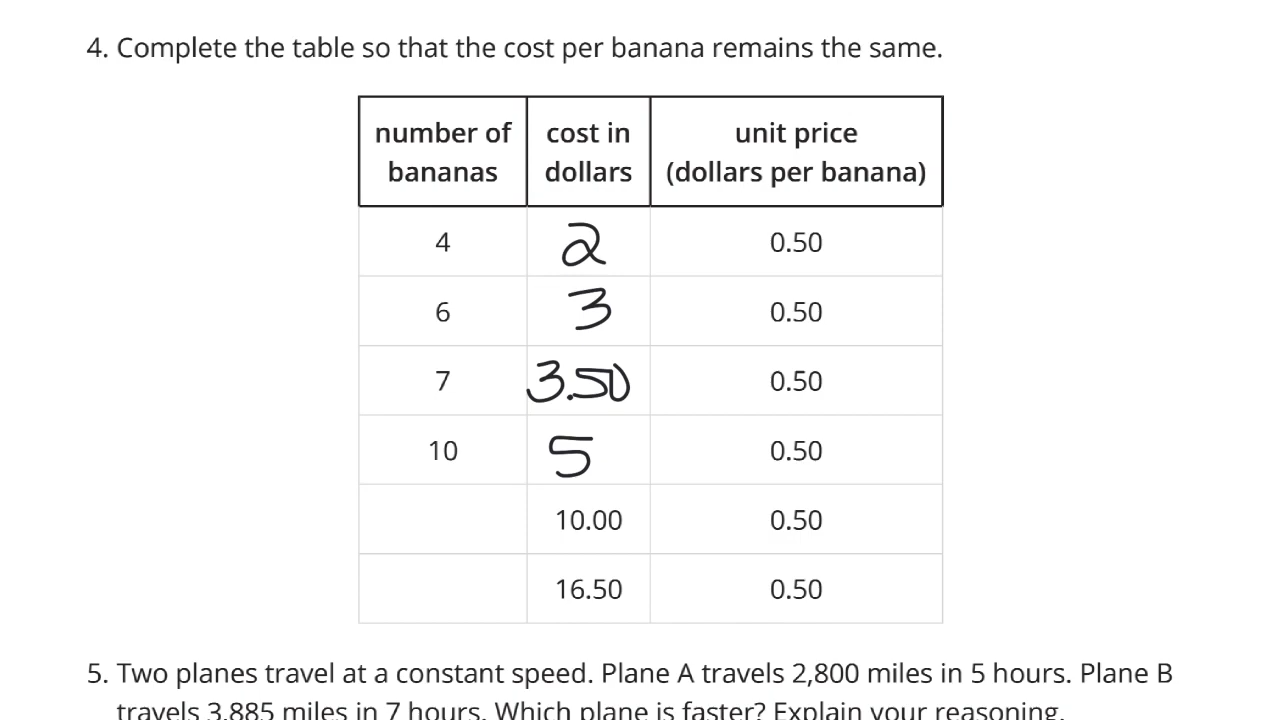 4. Complete the table so that the cost per banana remains the same.
number of bananas cost in dollars unit price (dollars per banana)
4 2 0.50
6 3 0.50
7 3.50 0.50
10 5 0.50
10.00 0.50
16.50 0.50
5. Two planes travel at a constant speed. Plane A travels 2,800 miles in 5 hours. Plane B
travels 3,885 miles in 7 hours. Which plane is faster? Explain your reasoning.